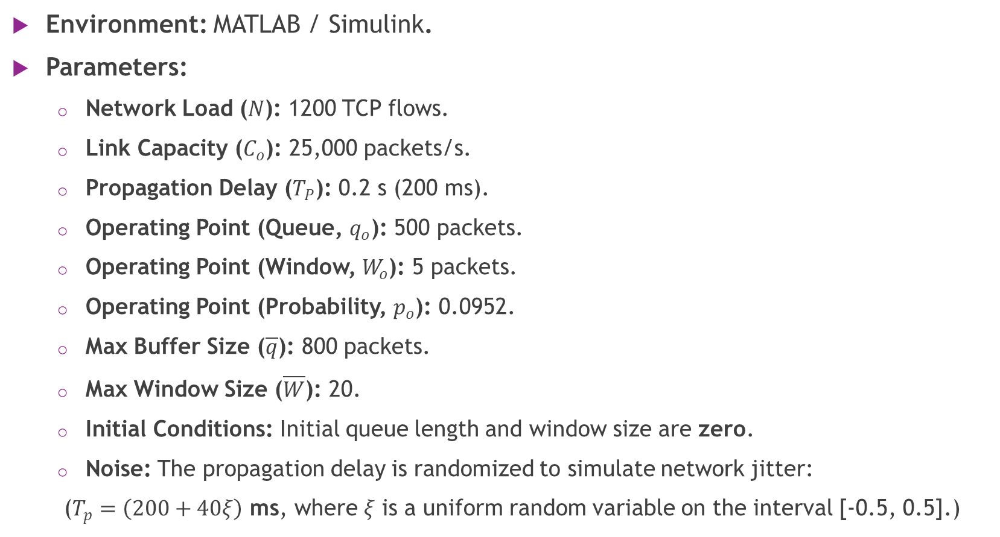 ▶ Environment: MATLAB / Simulink.
▶ Parameters:
○ Network Load (N): 1200 TCP flows.
○ Link Capacity (Cₒ): 25,000 packets/s.
○ Propagation Delay (T_P): 0.2 s (200 ms).
○ Operating Point (Queue, qₒ): 500 packets.
○ Operating Point (Window, Wₒ): 5 packets.
○ Operating Point (Probability, pₒ): 0.0952.
○ Max Buffer Size (q̅): 800 packets.
○ Max Window Size (W̅): 20.
○ Initial Conditions: Initial queue length and window size are zero.
○ Noise: The propagation delay is randomized to simulate network jitter:
(T_p = (200 + 40ξ) ms, where ξ is a uniform random variable on the interval [-0.5, 0.5].)